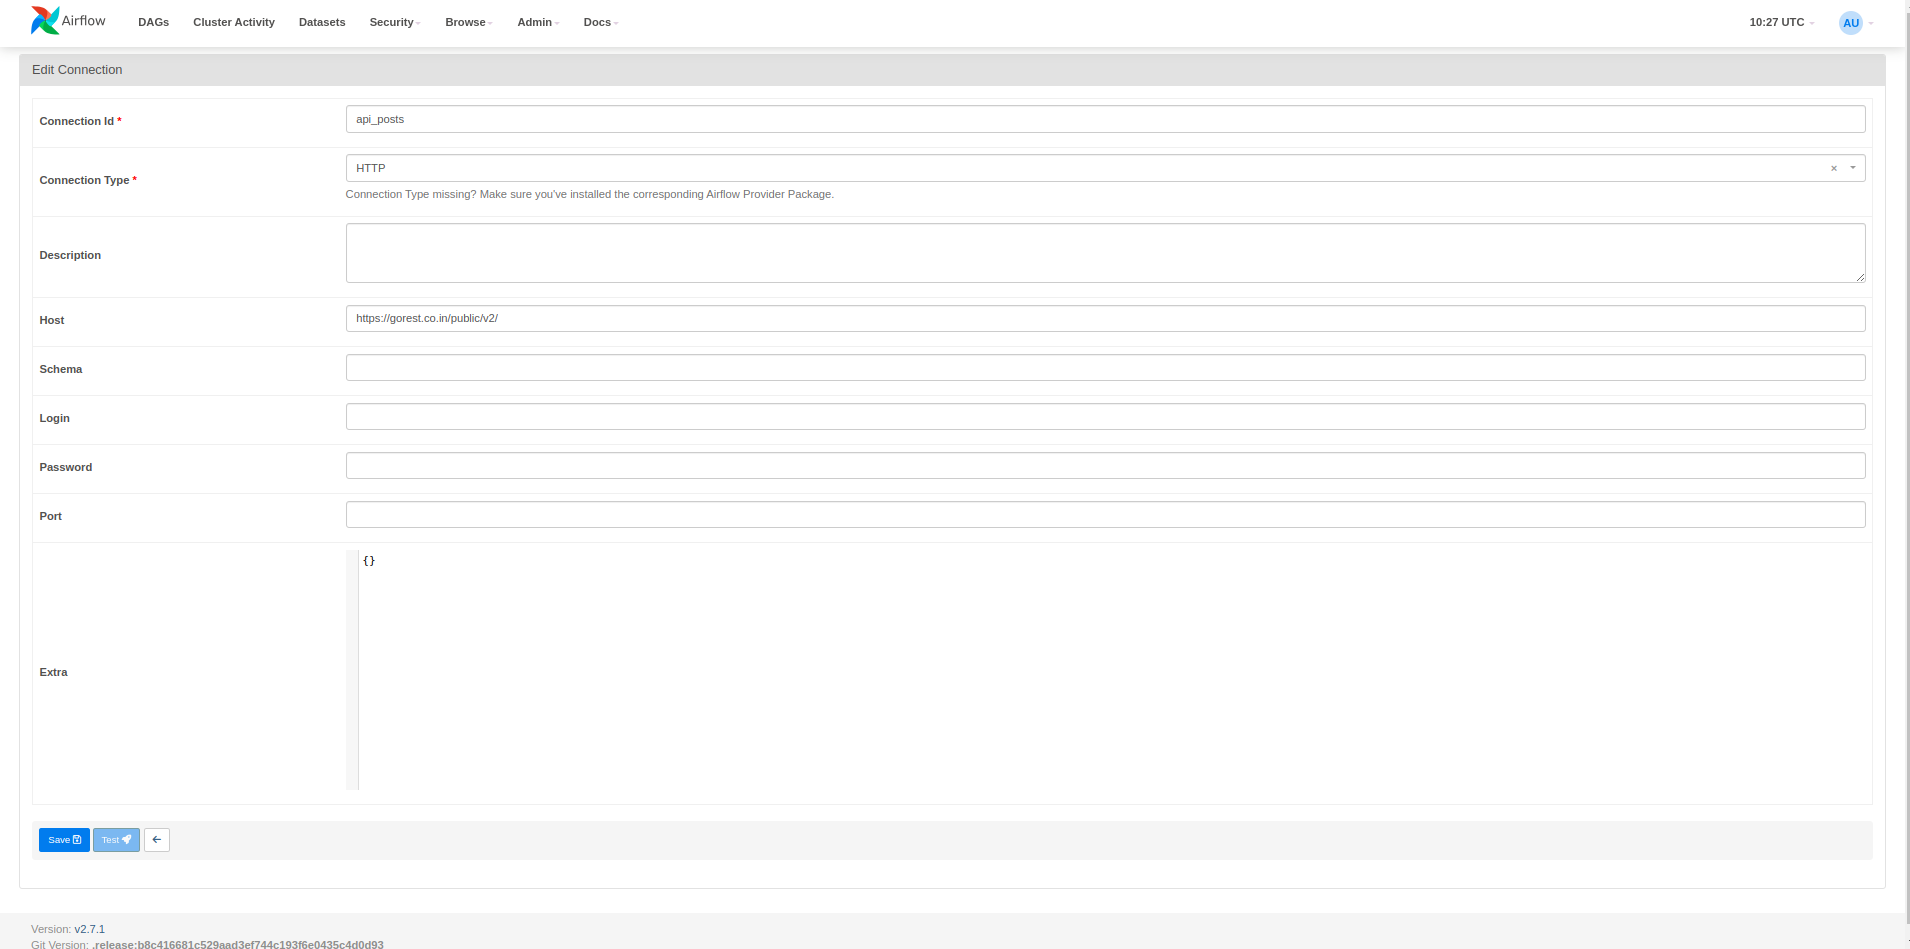 Airflow DAGs Cluster Activity Datasets Security Browse Admin Docs 10:27 UTC AU
Edit Connection
Connection Id * api_posts
Connection Type * HTTP
Connection Type missing? Make sure you've installed the corresponding Airflow Provider Package.
Description
Host https://gorest.co.in/public/v2/
Schema
Login
Password
Port
{}
Extra
Save Test
Version: v2.7.1
Git Version: .release:b8c416681c529aad3ef744c193f6e0435c4d0d93